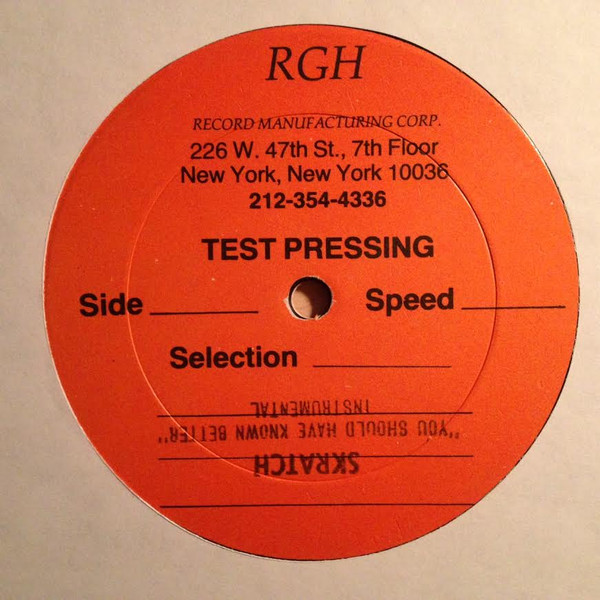 RGH
RECORD MANUFACTURING CORP.
226 W. 47th St., 7th Floor
New York, New York 10036
212-354-4336
TEST PRESSING
Side Speed
Selection
SKRATCH
"YOU SHOULD HAVE KNOWN BETTER"
INSTRUMENTAL